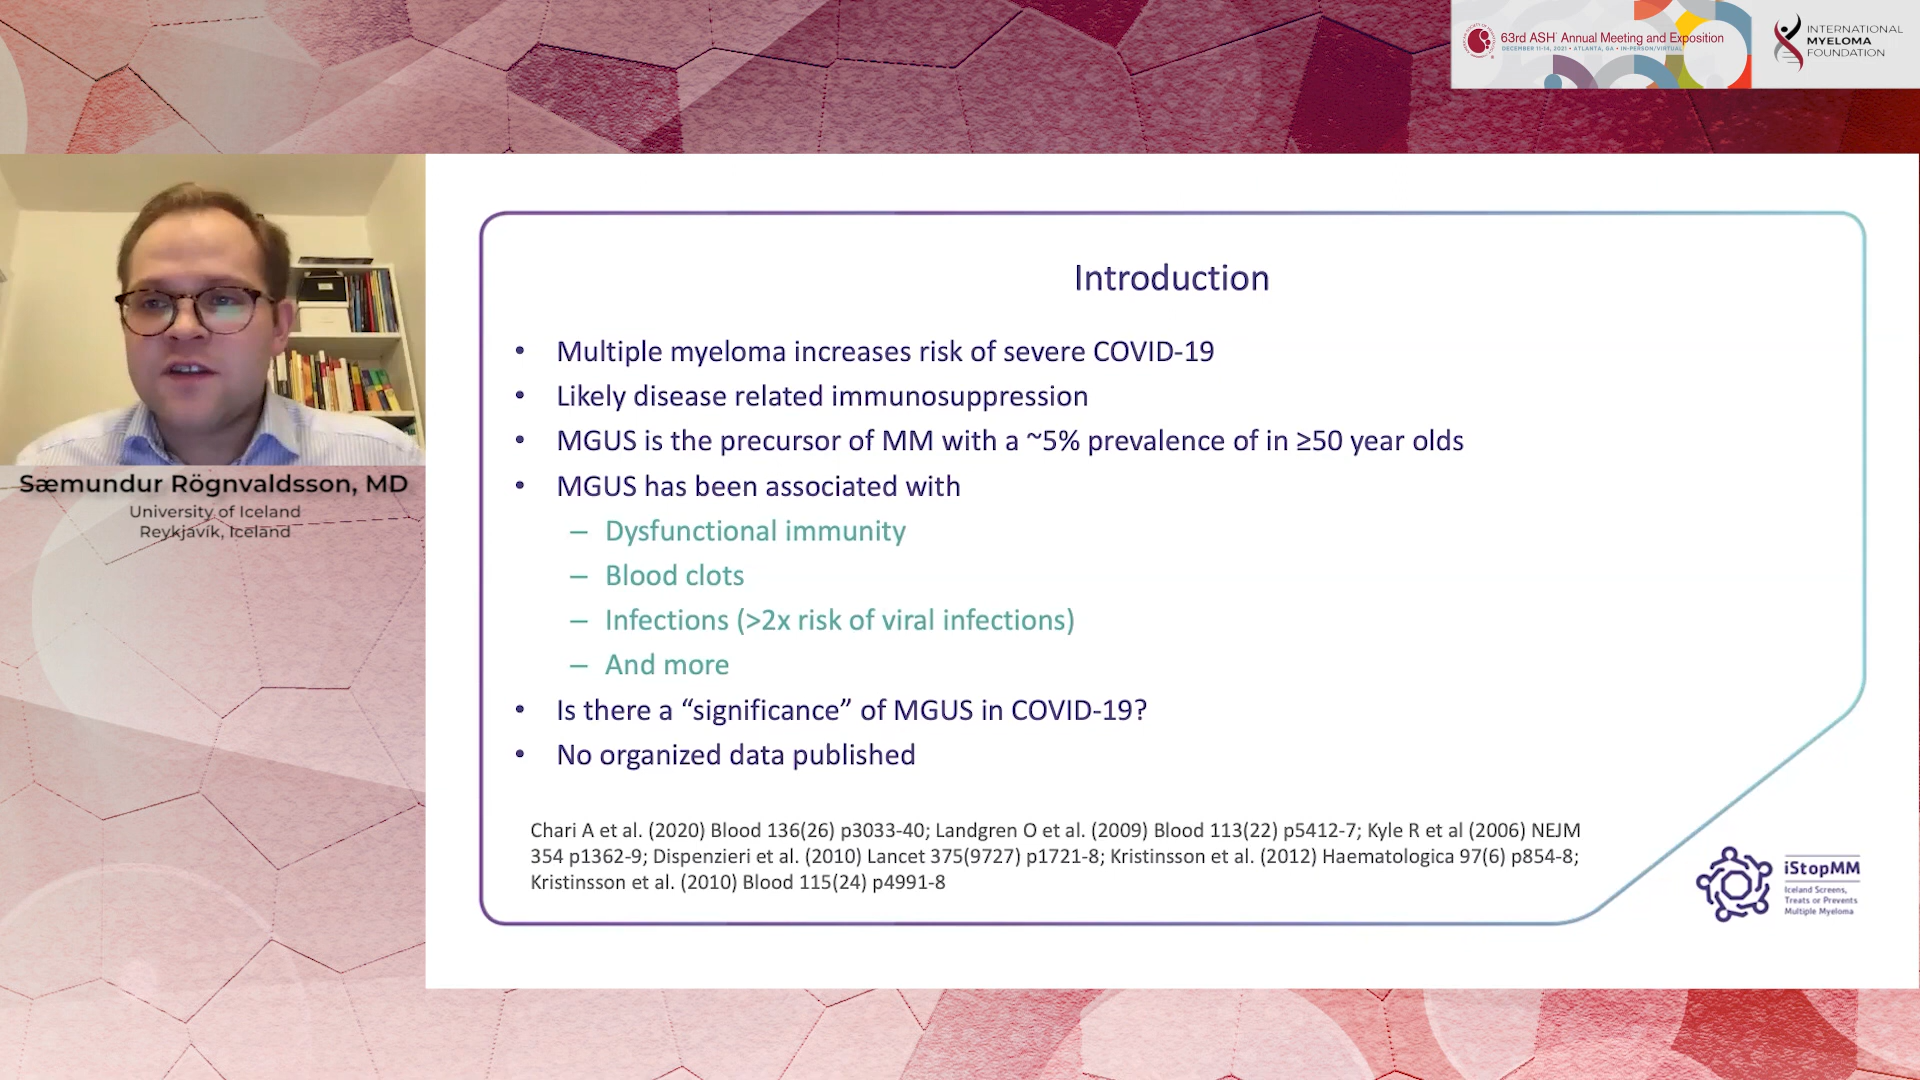 63rd ASH Annual Meeting and Exposition
DECEMBER 11-14, 2021 • ATLANTA, GA • IN-PERSON/VIRTUAL
INTERNATIONAL
MYELOMA
FOUNDATION
Sæmundur Rögnvaldsson, MD
University of Iceland
Reykjavík, Iceland
Introduction
• Multiple myeloma increases risk of severe COVID-19
• Likely disease related immunosuppression
• MGUS is the precursor of MM with a ~5% prevalence of in ≥50 year olds
• MGUS has been associated with
– Dysfunctional immunity
– Blood clots
– Infections (>2x risk of viral infections)
– And more
• Is there a “significance” of MGUS in COVID-19?
• No organized data published
Chari A et al. (2020) Blood 136(26) p3033-40; Landgren O et al. (2009) Blood 113(22) p5412-7; Kyle R et al (2006) NEJM
354 p1362-9; Dispenzieri et al. (2010) Lancet 375(9727) p1721-8; Kristinsson et al. (2012) Haematologica 97(6) p854-8;
Kristinsson et al. (2010) Blood 115(24) p4991-8
iStopMM
Iceland Screens,
Treats or Prevents
Multiple Myeloma